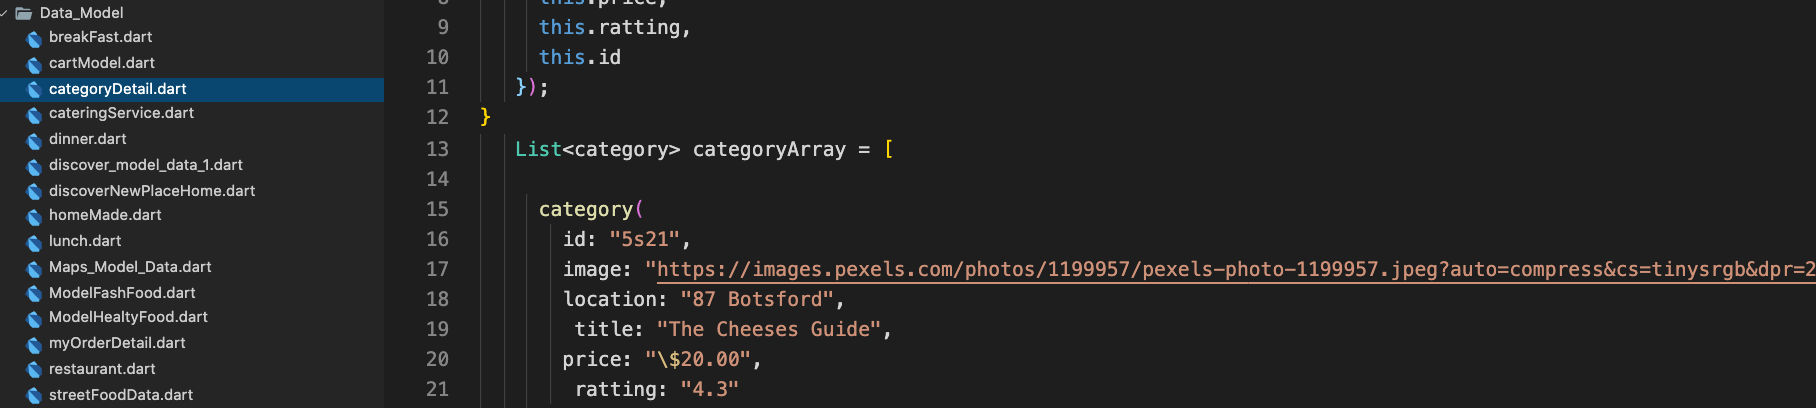 Data_Model
breakFast.dart
cartModel.dart
categoryDetail.dart
cateringService.dart
dinner.dart
discover_model_data_1.dart
discoverNewPlaceHome.dart
homeMade.dart
lunch.dart
Maps_Model_Data.dart
ModelFashFood.dart
ModelHealtyFood.dart
myOrderDetail.dart
restaurant.dart
streetFoodData.dart
8 this.price,
9 this.ratting,
10 this.id
11 });
12 }
13 List<category> categoryArray = [
14
15 category(
16 id: "5s21",
17 image: "https://images.pexels.com/photos/1199957/pexels-photo-1199957.jpeg?auto=compress&cs=tinysrgb&dpr=2
18 location: "87 Botsford",
19 title: "The Cheeses Guide",
20 price: "\$20.00",
21 ratting: "4.3"